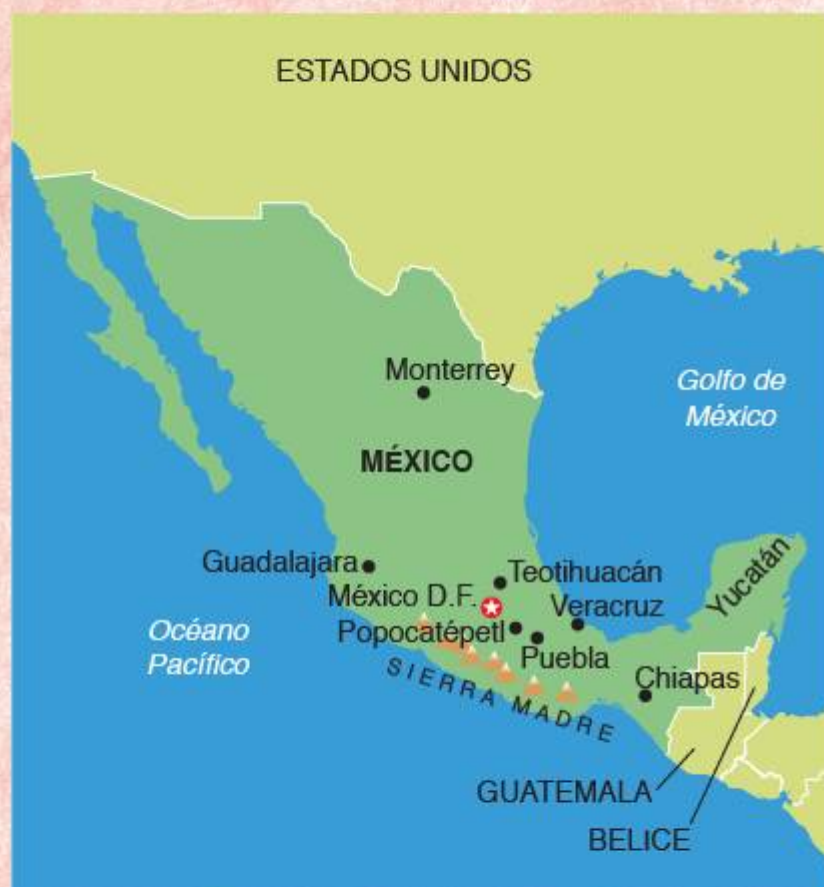 ESTADOS UNIDOS
Monterrey
Golfo de
México
MÉXICO
Guadalajara
Teotihuacán
México D.F.
Veracruz
Yucatán
Popocatépetl
Puebla
Océano
Pacífico
SIERRA MADRE
Chiapas
GUATEMALA
BELICE